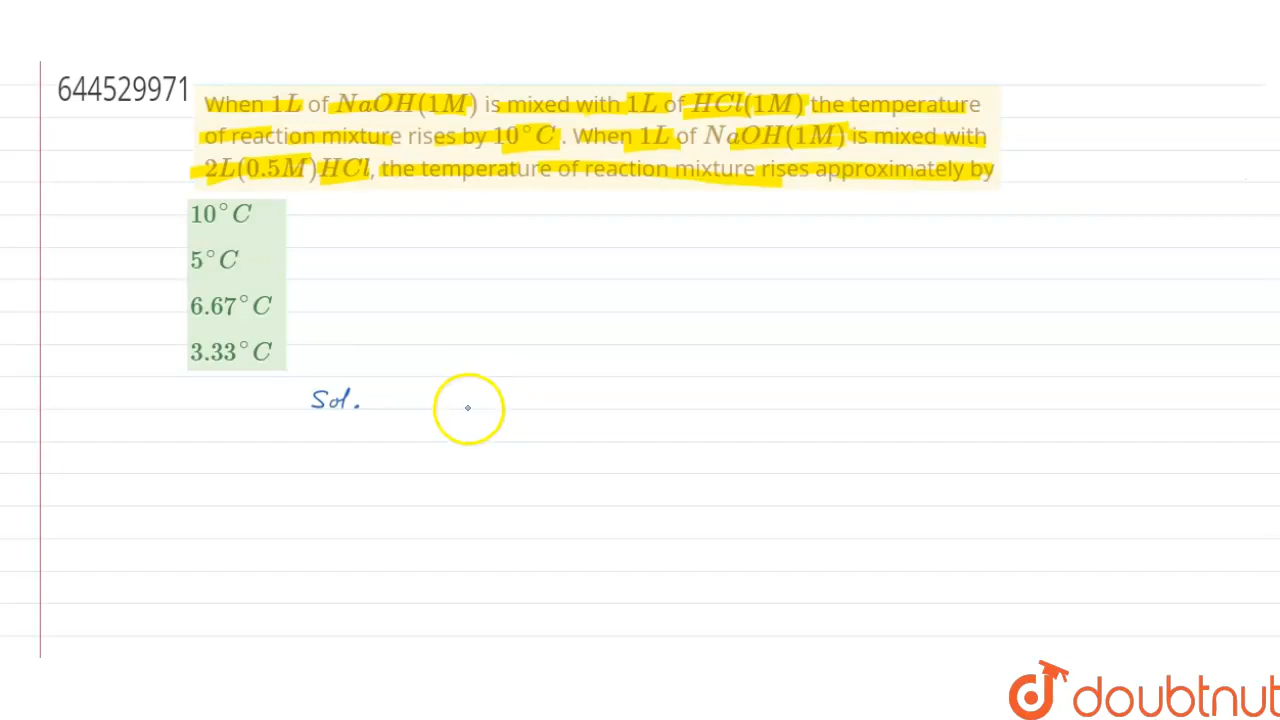 644529971
When 1L of NaOH(1M) is mixed with 1L of HCl(1M) the temperature
of reaction mixture rises by 10°C. When 1L of NaOH(1M) is mixed with
2L(0.5M)HCl, the temperature of reaction mixture rises approximately by
10°C
5°C
6.67°C
3.33°C
Sol.
doubtnut